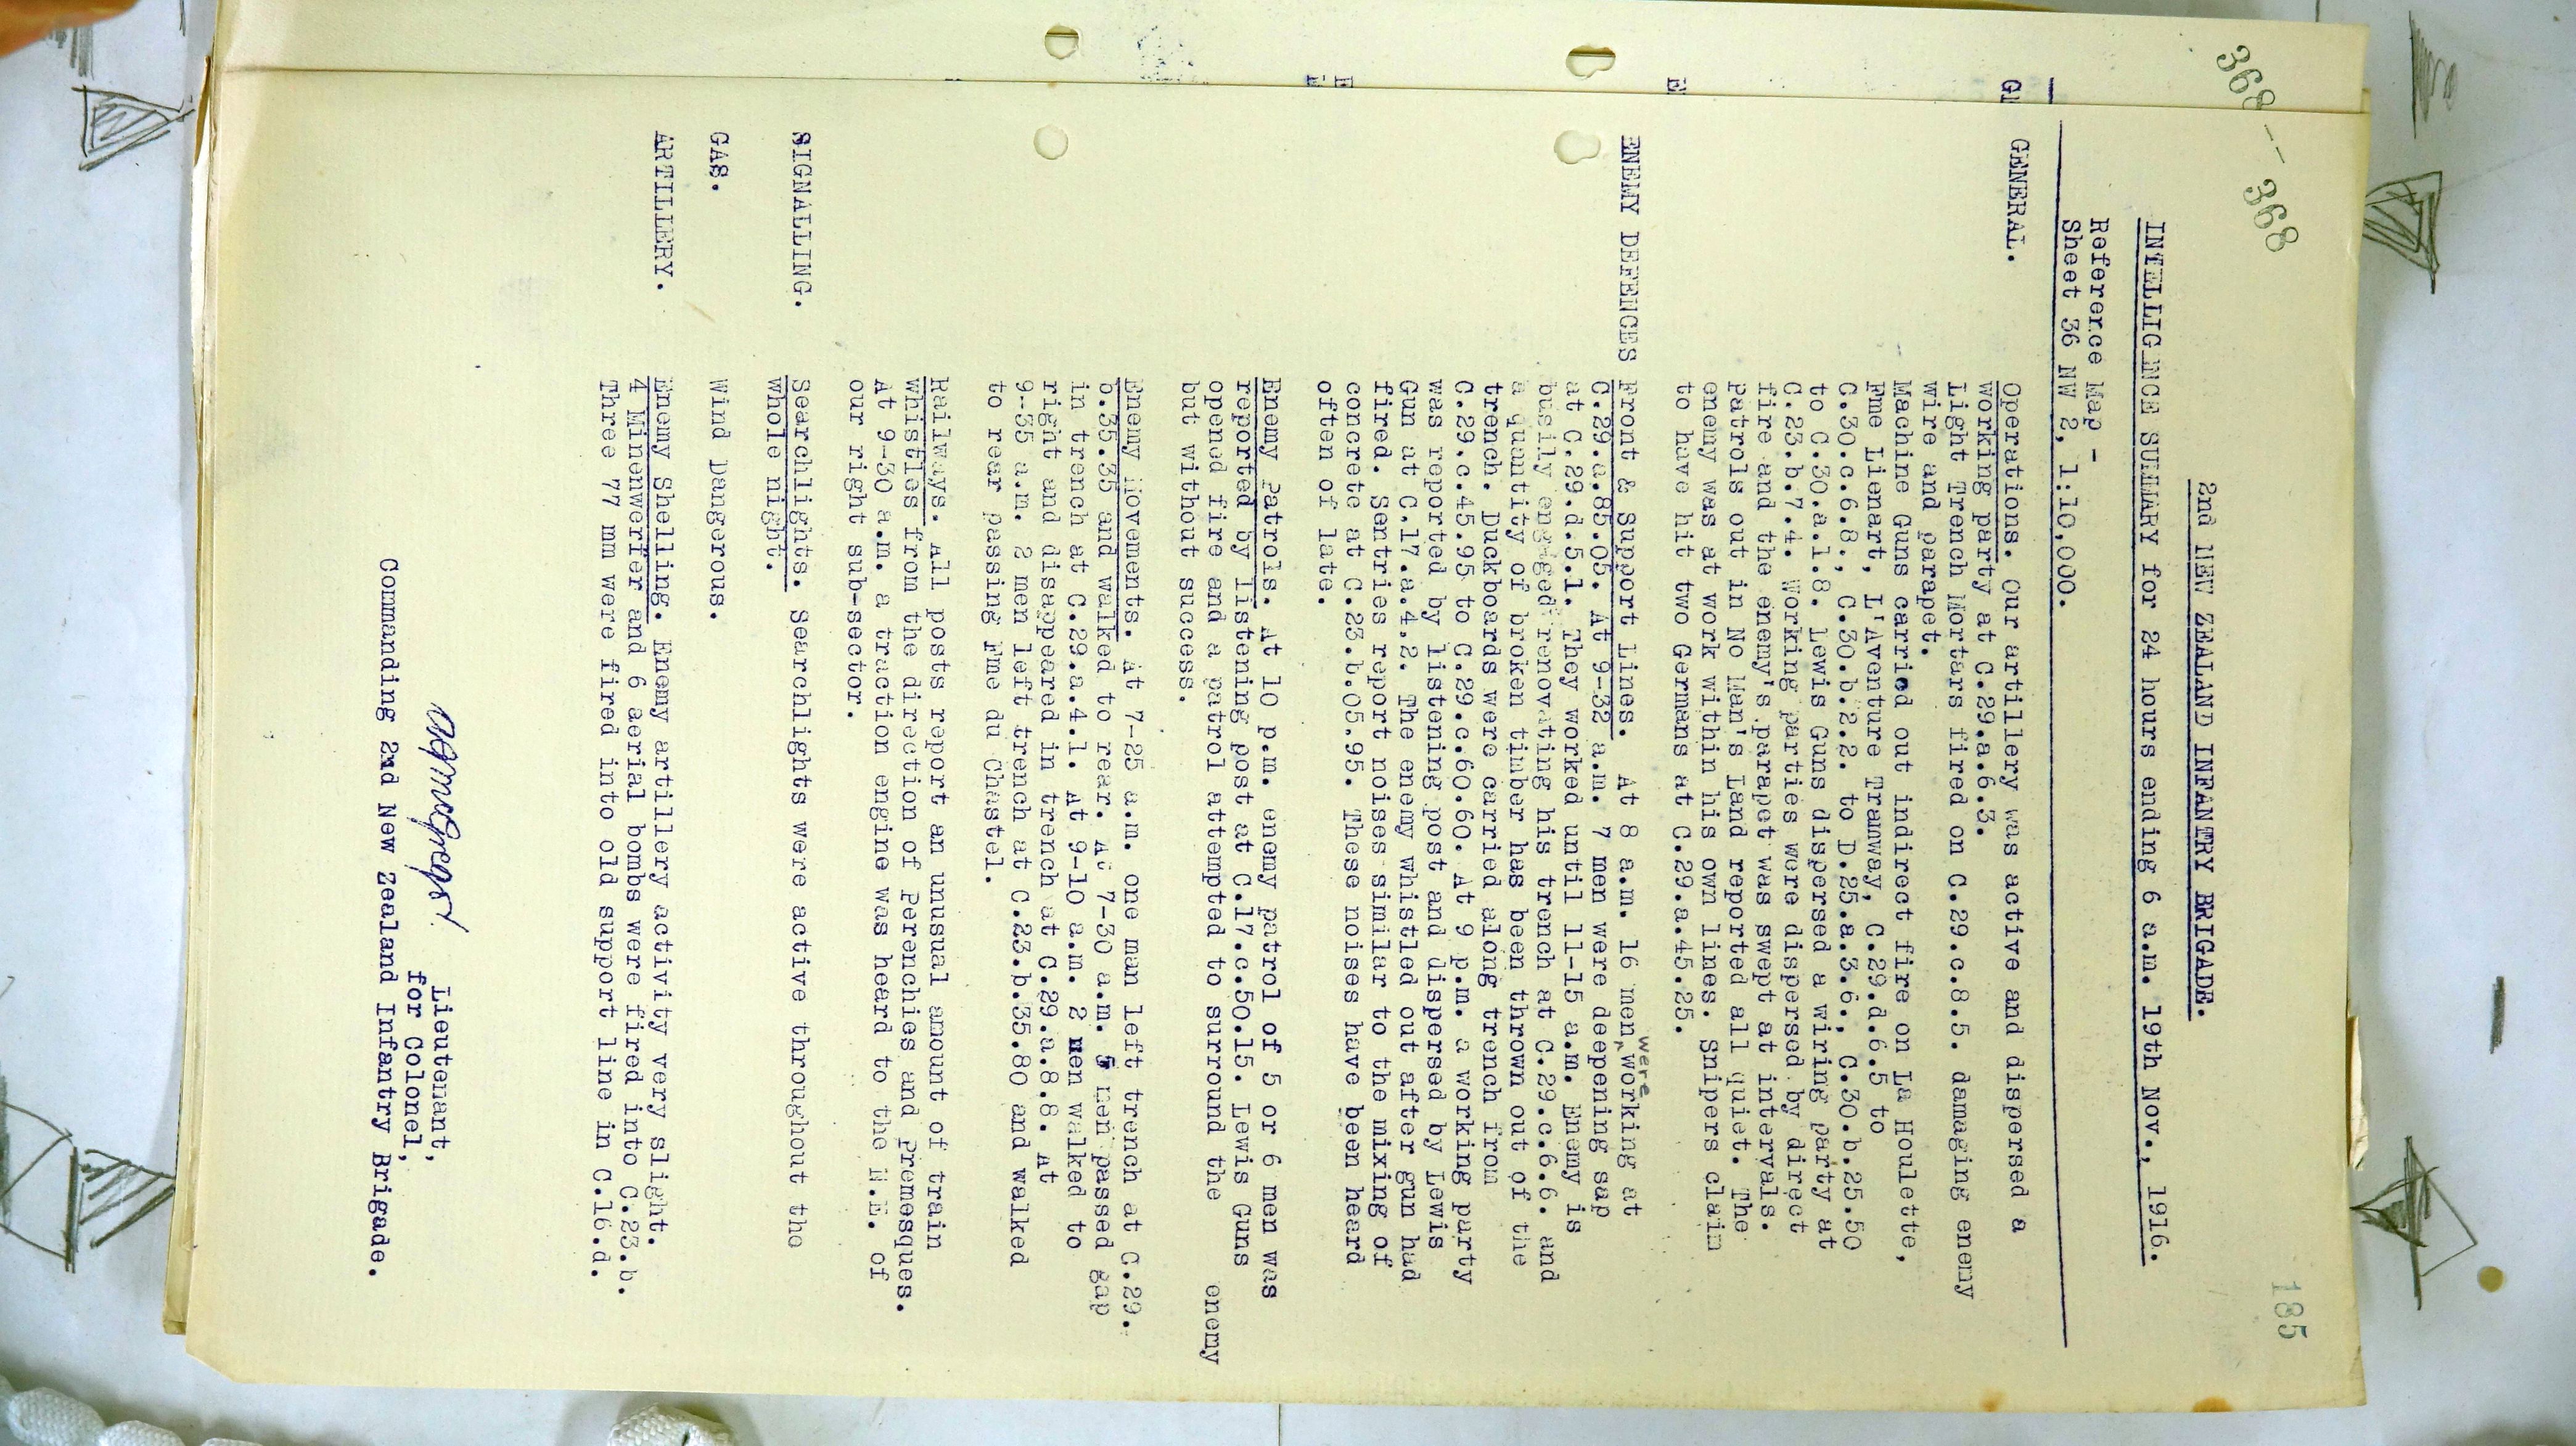 368 -- 368
185
2nd NEW ZEALAND INFANTRY BRIGADE.
INTELLIG NCE SUMMARY for 24 hours ending 6 a.m. 19th Nov., 1916.
Reference Map -
Sheet 36 NW 2, 1:10,000.
GENERAL. Operations. Our artillery was active and dispersed a
working party at C.29.a.6.3.
Light Trench Mortars fired on C.29.c.8.5. damaging enemy
wire and parapet.
Machine Guns carried out indirect fire on La Houlette,
Fme Lienart, L'Aventure Tramway, C.29.d.6.5 to
C.30.c.6.8., C.30.b.2.2. to D.25.a.3.6., C.30.b.25.50
to C.30.a.1.8. Lewis Guns dispersed a wiring party at
C.23.b.7.4. Working parties were dispersed by direct
fire and the enemy's parapet was swept at intervals.
Patrols out in No Man's Land reported all quiet. The
enemy was at work within his own lines. Snipers claim
to have hit two Germans at C.29.a.45.25.
ENEMY DEFENCES Front & Support Lines. At 8 a.m. 16 men were working at
C.29.a.85.05. At 9-32 a.m. 7 men were deepening sap
at C.29.d.5.1. They worked until 11-15 a.m. Enemy is
busily engaged renovating his trench at C.29.c.6.6. and
a quantity of broken timber has been thrown out of the
trench. Duckboards were carried along trench from
C.29.c.45.95 to C.29.c.60.60. At 9 p.m. a working party
was reported by listening post and dispersed by Lewis
Gun at C.17.a.4.2. The enemy whistled out after gun had
fired. Sentries report noises similar to the mixing of
concrete at C.23.b.05.95. These noises have been heard
often of late.
Enemy Patrols. At 10 p.m. enemy patrol of 5 or 6 men was
reported by listening post at C.17.c.50.15. Lewis Guns
opened fire and a patrol attempted to surround the enemy
but without success.
Enemy Movements. At 7-25 a.m. one man left trench at C.29.
b.35.35 and walked to rear. At 7-30 a.m. 5 men passed gap
in trench at C.29.a.4.1. At 9-10 a.m. 2 men walked to
right and disappeared in trench at C.29.a.8.8. At
9-35 a.m. 2 men left trench at C.23.b.35.80 and walked
to rear passing Fme du Chastel.
Railways. All posts report an unusual amount of train
whistles from the direction of Perenchies and Premesques.
At 9-30 a.m. a traction engine was heard to the N.E. of
our right sub-sector.
SIGNALLING. Searchlights. Searchlights were active throughout the
whole night.
GAS. Wind Dangerous.
ARTILLERY. Enemy Shelling. Enemy artillery activity very slight.
4 Minenwerfer and 6 aerial bombs were fired into C.23.b.
Three 77 mm were fired into old support line in C.16.d.
Lieutenant,
for Colonel,
Commanding 2nd New Zealand Infantry Brigade.